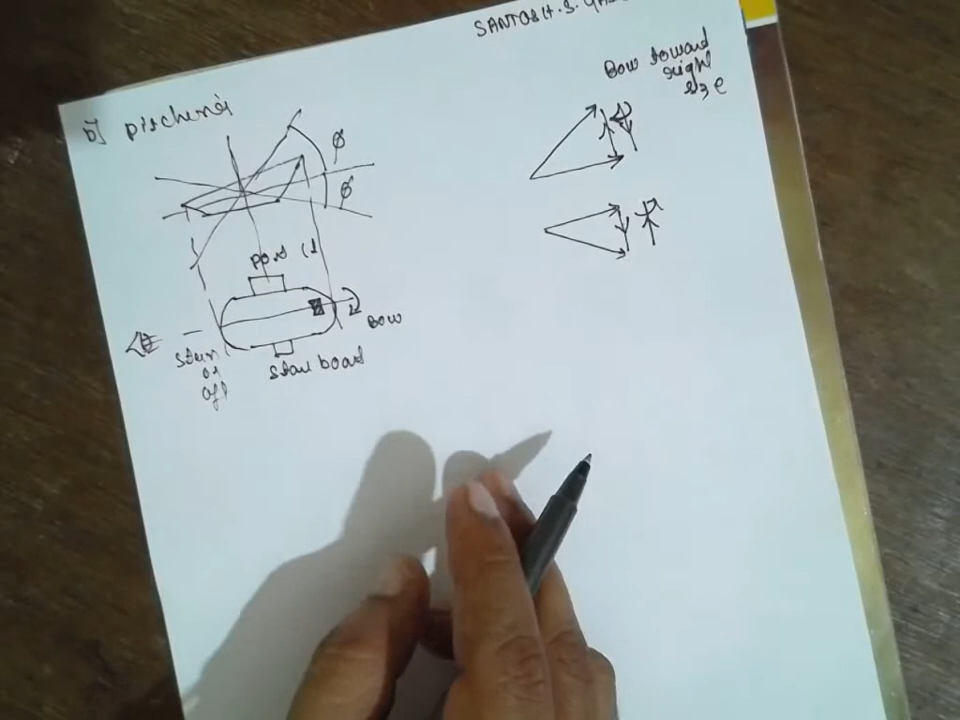 SANTOSH.S.
b] Pitching
Bow toward
right
ø
ø
Port
Bow
Stern
or
aft
Star board